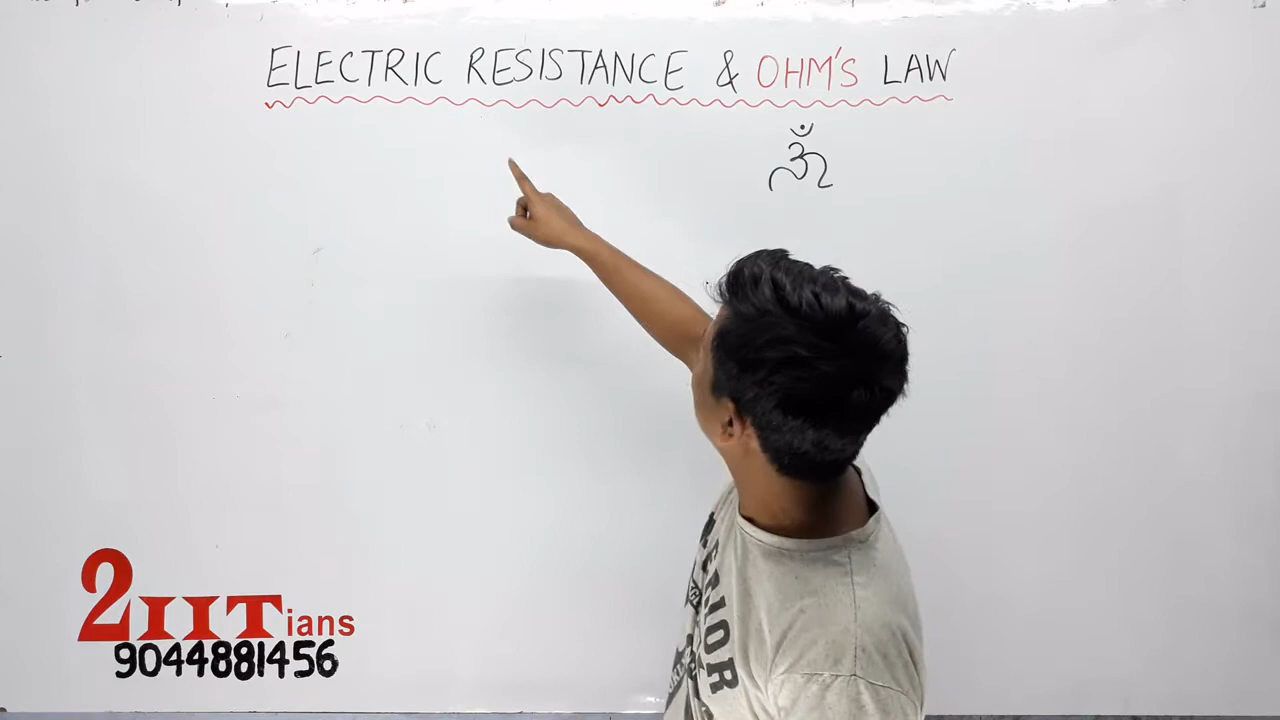 ELECTRIC RESISTANCE & OHM'S LAW
ॐ
2IITians
9044881456